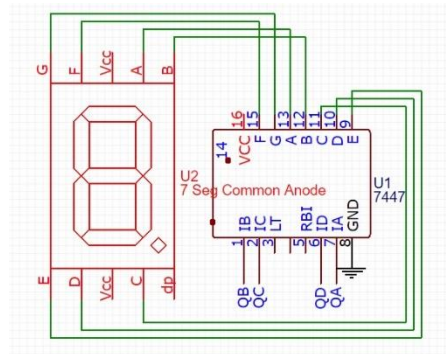 G F Vcc A B
16 15 14 13 12 11 10 9
VCC F G A B C D E
U2
7 Seg Common Anode
U1
7447
IB IC LT RBI ID IA GND
1 2 3 5 6 7 8
E D Vcc C dp
QB QC QD QA